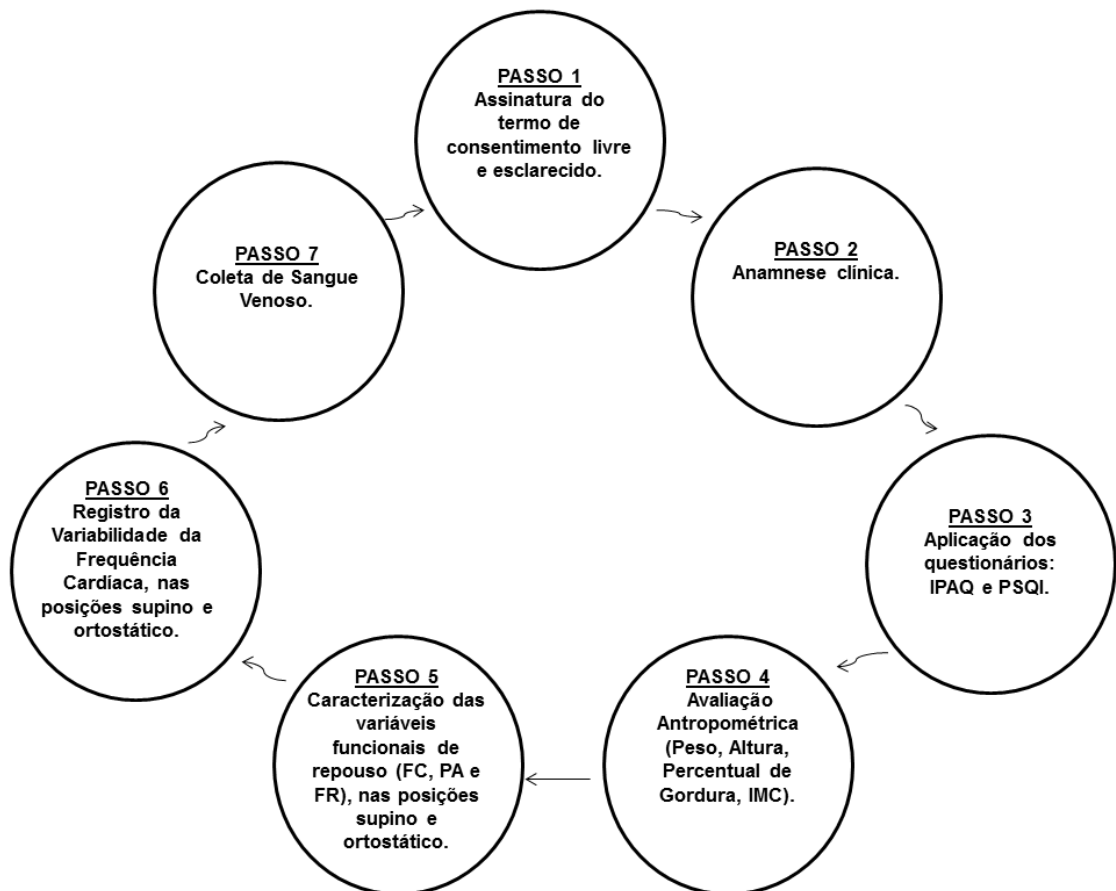 PASSO 1
Assinatura do
termo de
consentimento livre
e esclarecido.
PASSO 2
Anamnese clínica.
PASSO 3
Aplicação dos
questionários:
IPAQ e PSQI.
PASSO 4
Avaliação
Antropométrica
(Peso, Altura,
Percentual de
Gordura, IMC).
PASSO 5
Caracterização das
variáveis
funcionais de
repouso (FC, PA e
FR), nas posições
supino e
ortostático.
PASSO 6
Registro da
Variabilidade da
Frequência
Cardíaca, nas
posições supino e
ortostático.
PASSO 7
Coleta de Sangue
Venoso.